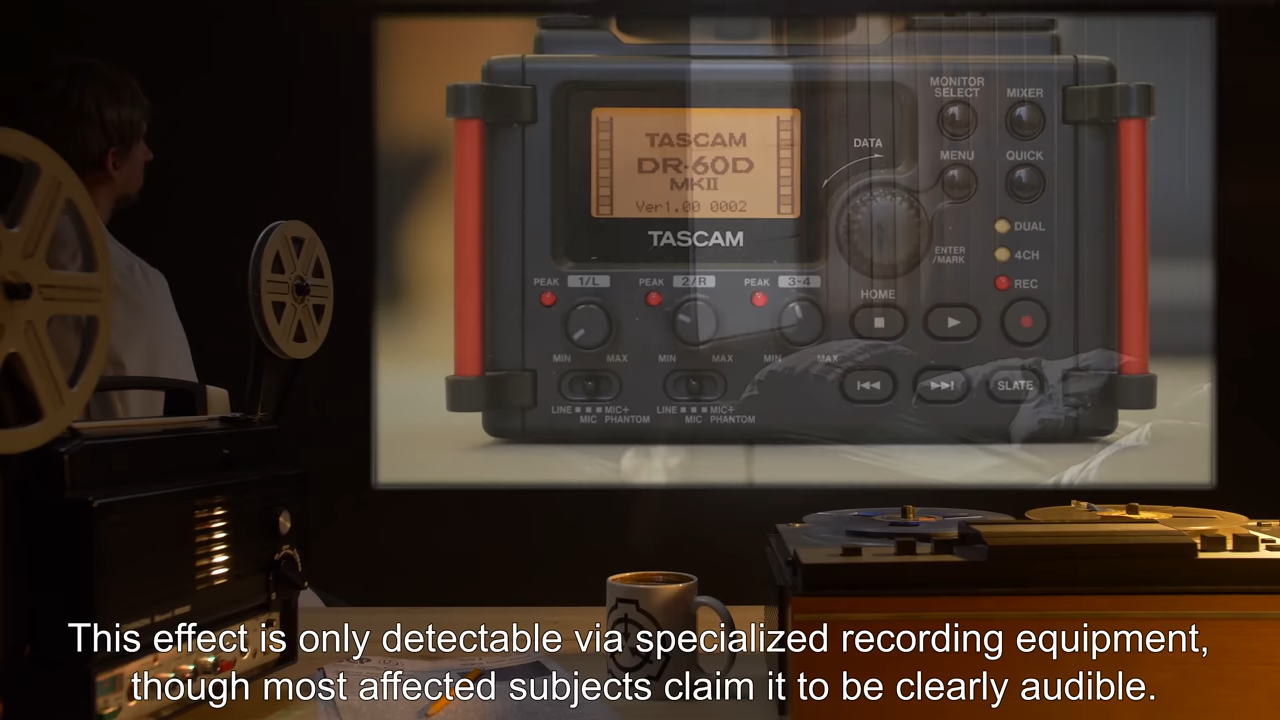 MONITOR
SELECT
MIXER
DATA
MENU
QUICK
TASCAM
DR-60D
MKII
Ver1.00 0002
TASCAM
ENTER
/MARK
DUAL
4CH
REC
PEAK
1/L
PEAK
2/R
PEAK
3-4
HOME
MIN
MAX
MIN
MAX
MIN
MAX
SLATE
LINE
MIC+
MIC
PHANTOM
LINE
MIC+
MIC
PHANTOM
This effect is only detectable via specialized recording equipment,
though most affected subjects claim it to be clearly audible.